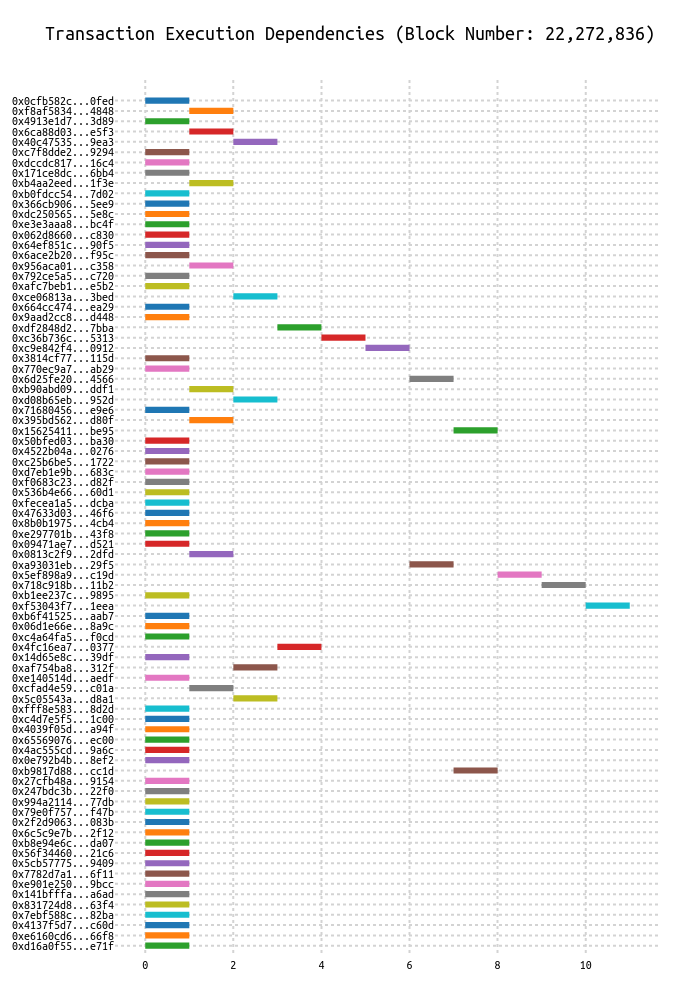 Transaction Execution Dependencies (Block Number: 22,272,836)
0x0cfb582c...0fed
0xf8af5834...4848
0x4913e1d7...3d89
0x6ca88d03...e5f3
0x40c47535...9ea3
0xc7f8dde2...9294
0xdccdc817...16c4
0x171ce8dc...6bb4
0xb4aa2eed...1f3e
0xb0fdcc54...7d02
0x366cb906...5ee9
0xdc250565...5e8c
0xe3e3aaa8...bc4f
0x062d8660...c830
0x64ef851c...90f5
0x6ace2b20...f95c
0x956aca01...c358
0x792ce5a5...c720
0xafc7beb1...e5b2
0xce06813a...3bed
0x664cc474...ea29
0x9aad2cc8...d448
0xdf2848d2...7bba
0xc36b736c...5313
0xc9e842f4...0912
0x3814cf77...115d
0x770ec9a7...ab29
0x6d25fe20...4566
0xb90abd09...ddf1
0xd08b65eb...952d
0x71680456...e9e6
0x395bd562...d80f
0x15625411...be95
0x50bfed03...ba30
0x4522b04a...0276
0xc25b6be5...1722
0xd7eb1e9b...683c
0xf0683c23...d82f
0x536b4e66...60d1
0xfecea1a5...dcba
0x47633d03...46f6
0x8b0b1975...4cb4
0xe297701b...43f8
0x09471ae7...d521
0x0813c2f9...2dfd
0xa93031eb...29f5
0x5ef898a9...c19d
0x718c918b...11b2
0xb1ee237c...9895
0xf53043f7...1eea
0xb6f41525...aab7
0x06d1e66e...8a9c
0xc4a64fa5...f0cd
0x4fc16ea7...0377
0x14d65e8c...39df
0xaf754ba8...312f
0xe140514d...aedf
0xcfad4e59...c01a
0x5c05543a...d8a1
0xfff8e583...8d2d
0xc4d7e5f5...1c00
0x4039f05d...a94f
0x65569076...ec00
0x4ac555cd...9a6c
0x0e792b4b...8ef2
0xb9817d88...cc1d
0x27cfb48a...9154
0x247bdc3b...22f0
0x994a2114...77db
0x79e0f757...f47b
0x2f2d9063...083b
0x6c5c9e7b...2f12
0xb8e94e6c...da07
0x56f34460...21c6
0x5cb57775...9409
0x7782d7a1...6f11
0xe901e250...9bcc
0x141bfffa...a6ad
0x831724d8...63f4
0x7ebf588c...82ba
0x4137f5d7...c60d
0xe6160cd6...66f8
0xd16a0f55...e71f
0 2 4 6 8 10